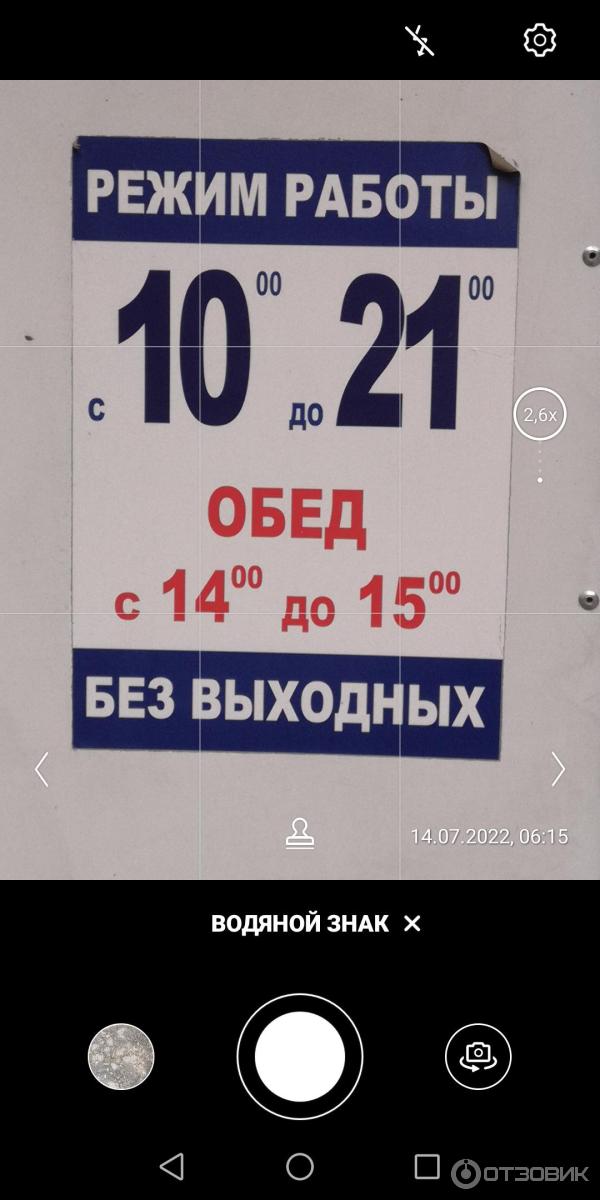 РЕЖИМ РАБОТЫ
с 10 00 до 21 00
2,6x
ОБЕД
с 14 00 до 15 00
БЕЗ ВЫХОДНЫХ
14.07.2022, 06:15
ВОДЯНОЙ ЗНАК ×
ОТЗОВИК